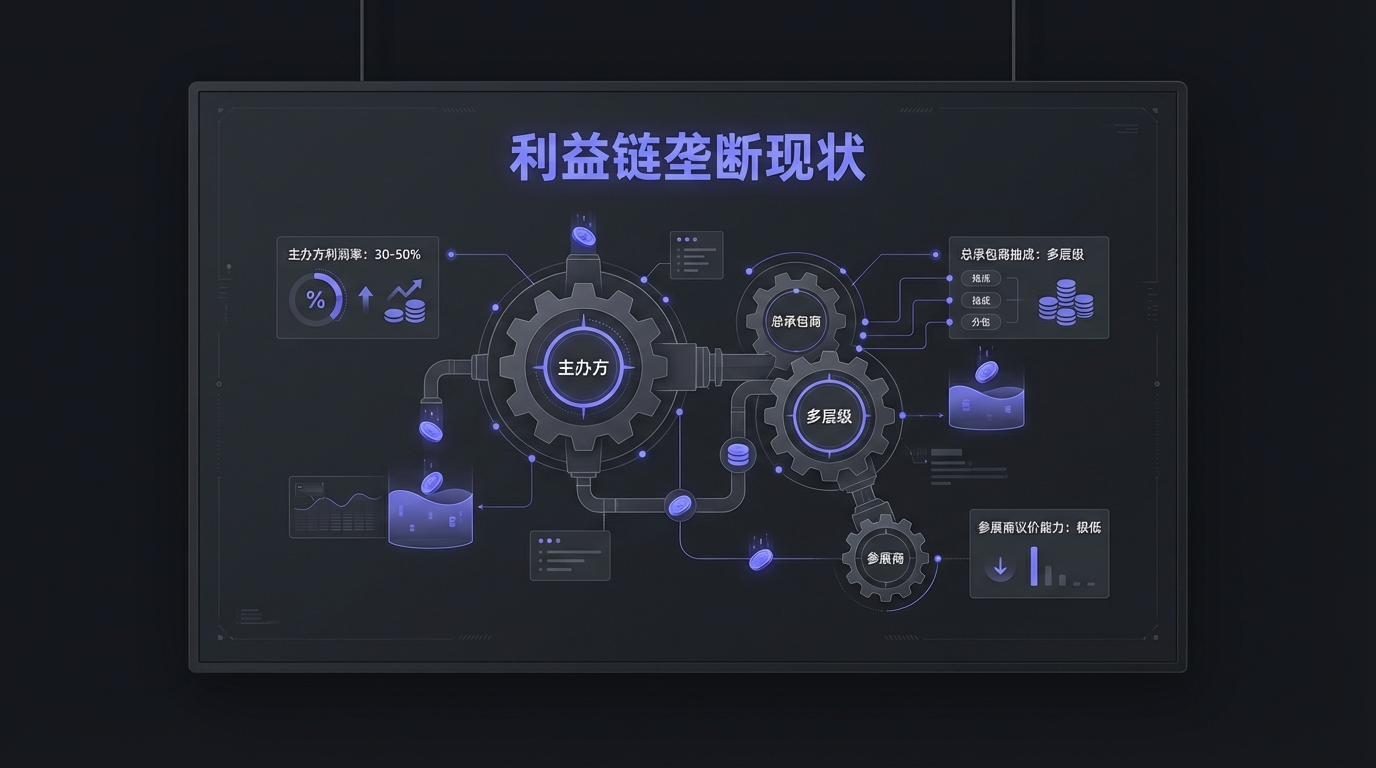 利益链垄断现状
主办方利润率：30-50%
%
主办方
总承包商
多层级
参展商
总承包商抽成：多层级
分包
参展商议价能力：极低